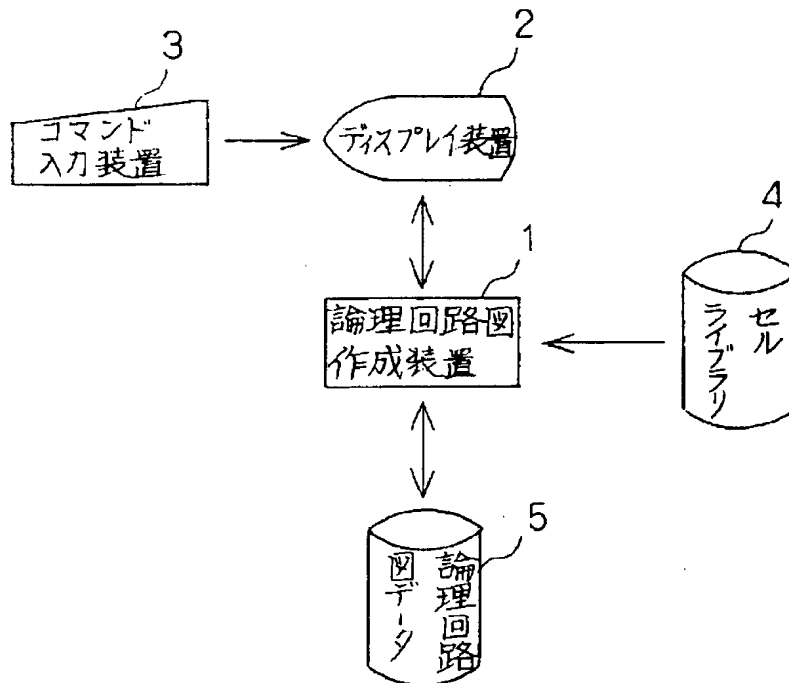 3
コマンド
入力装置
2
ディスプレイ装置
1
論理回路図
作成装置
4
セル
ライブラリ
5
論理回路
図データ